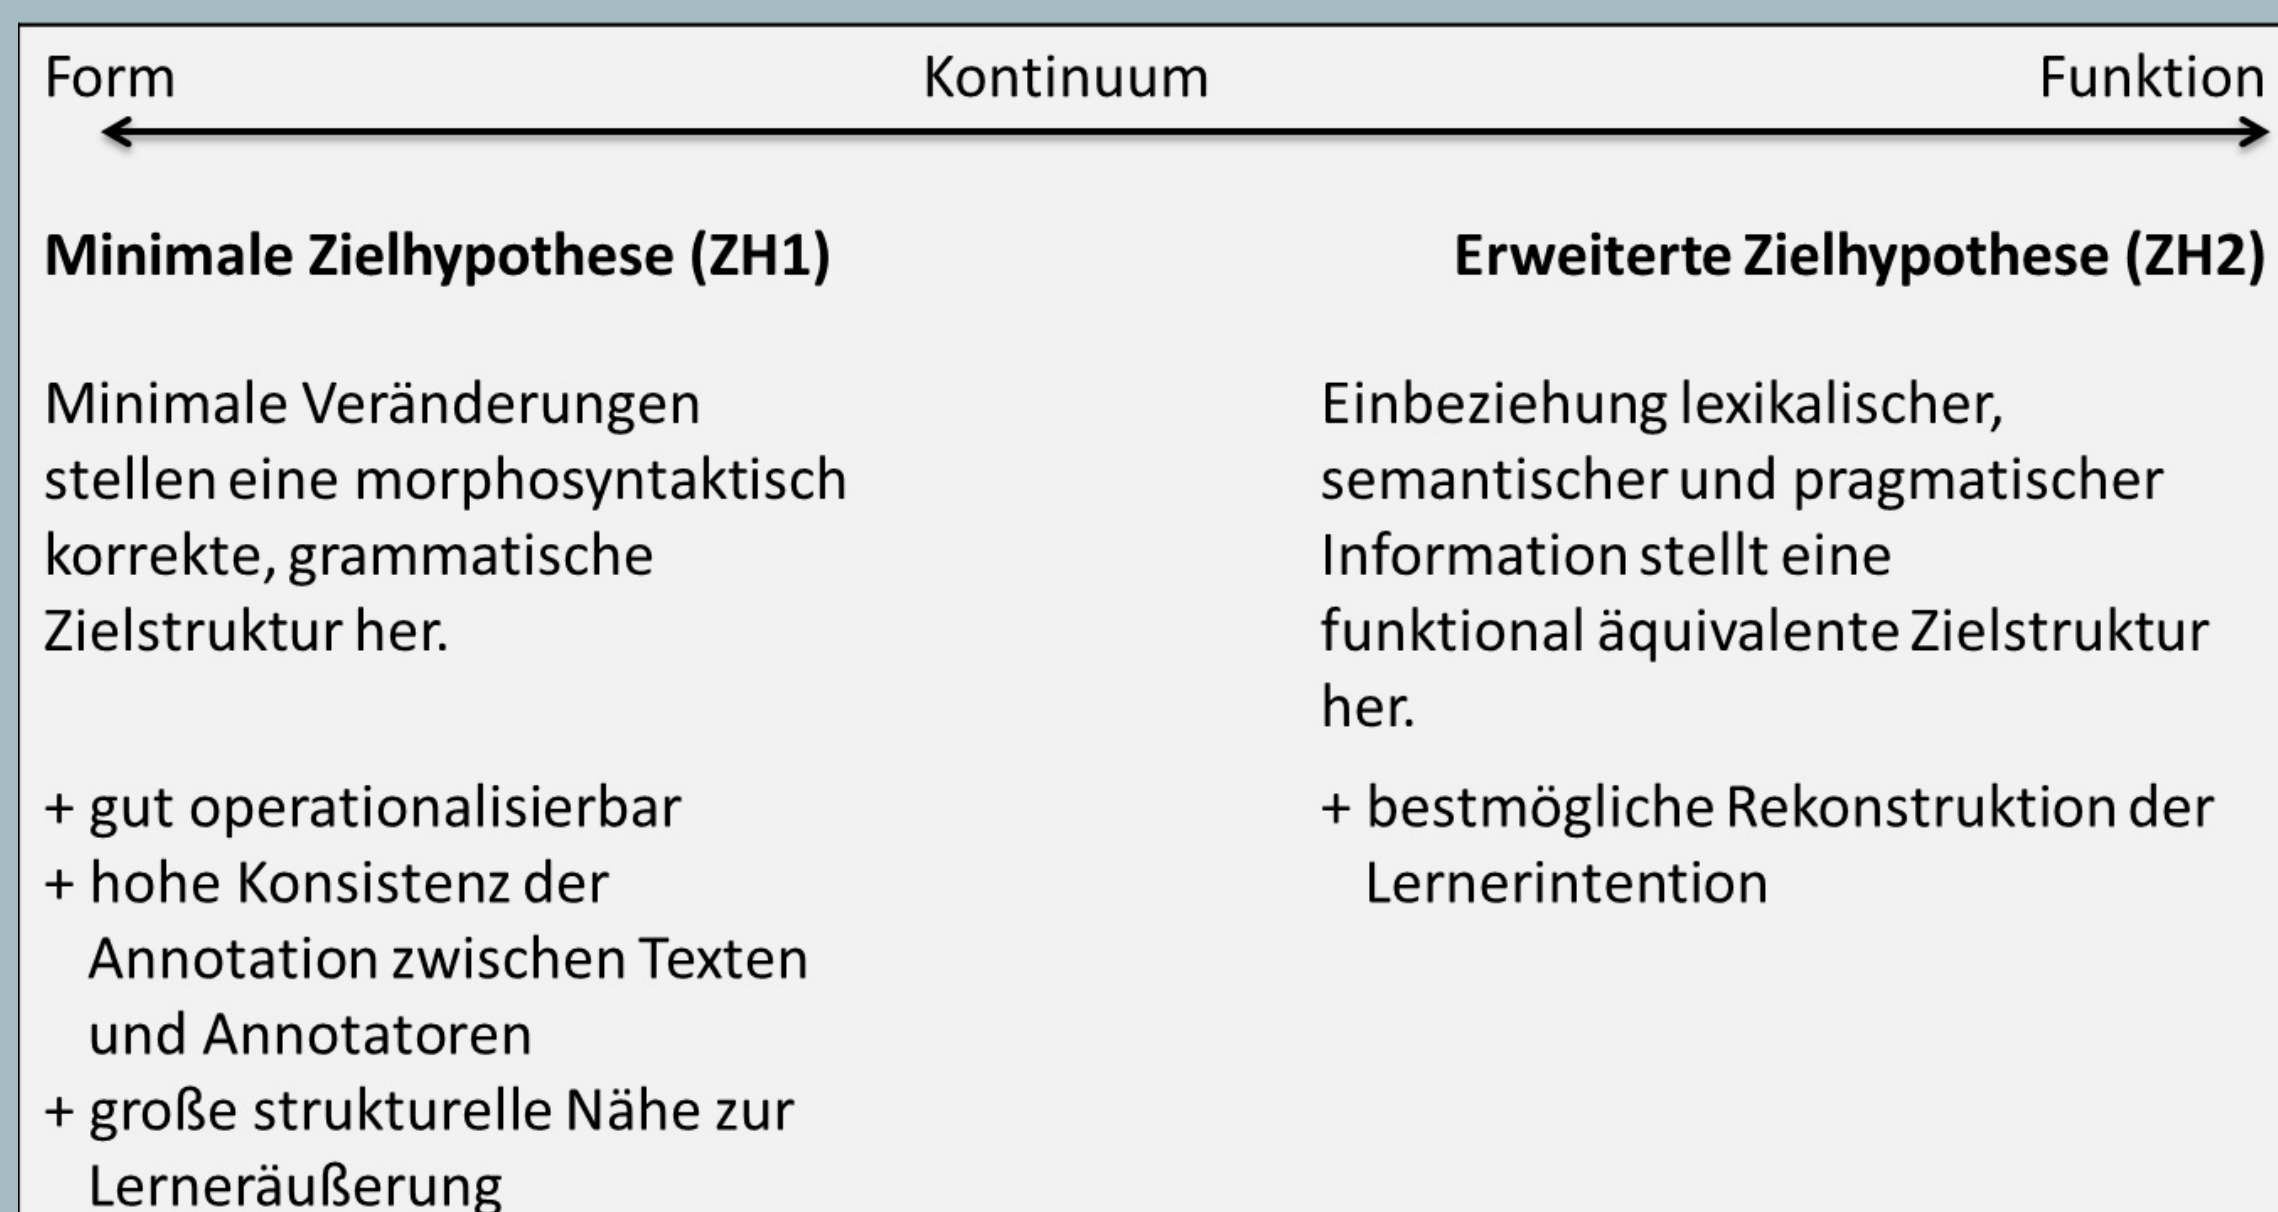 Form Kontinuum Funktion
Minimale Zielhypothese (ZH1)
Minimale Veränderungen
stellen eine morphosyntaktisch
korrekte, grammatische
Zielstruktur her.
+ gut operationalisierbar
+ hohe Konsistenz der
Annotation zwischen Texten
und Annotatoren
+ große strukturelle Nähe zur
Lerneräußerung
Erweiterte Zielhypothese (ZH2)
Einbeziehung lexikalischer,
semantischer und pragmatischer
Information stellt eine
funktional äquivalente Zielstruktur
her.
+ bestmögliche Rekonstruktion der
Lernerintention